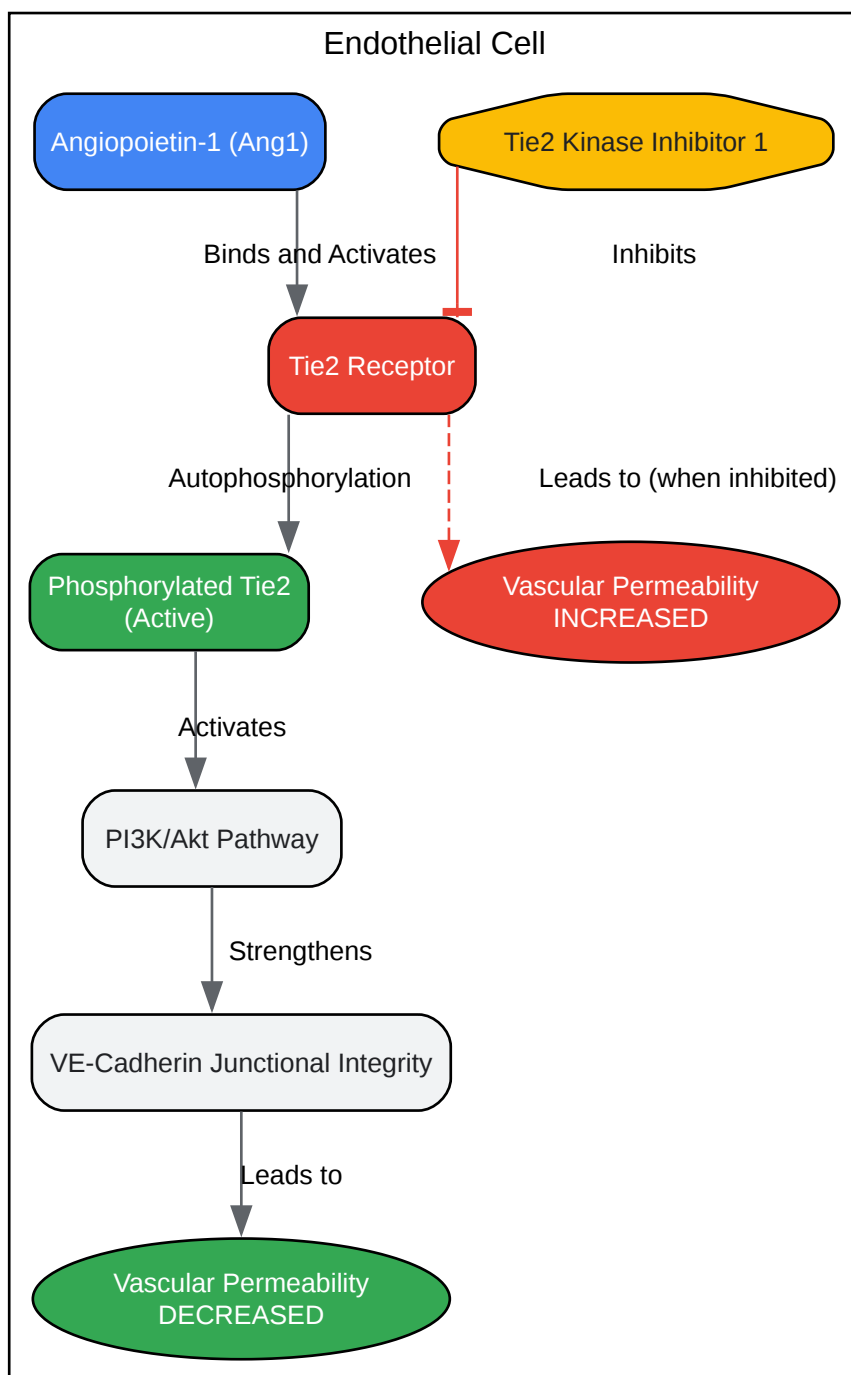 Endothelial Cell
Angiopoietin-1 (Ang1)
Tie2 Kinase Inhibitor 1
Binds and Activates
Inhibits
Tie2 Receptor
Autophosphorylation
Leads to (when inhibited)
Phosphorylated Tie2
(Active)
Vascular Permeability
INCREASED
Activates
PI3K/Akt Pathway
Strengthens
VE-Cadherin Junctional Integrity
Leads to
Vascular Permeability
DECREASED